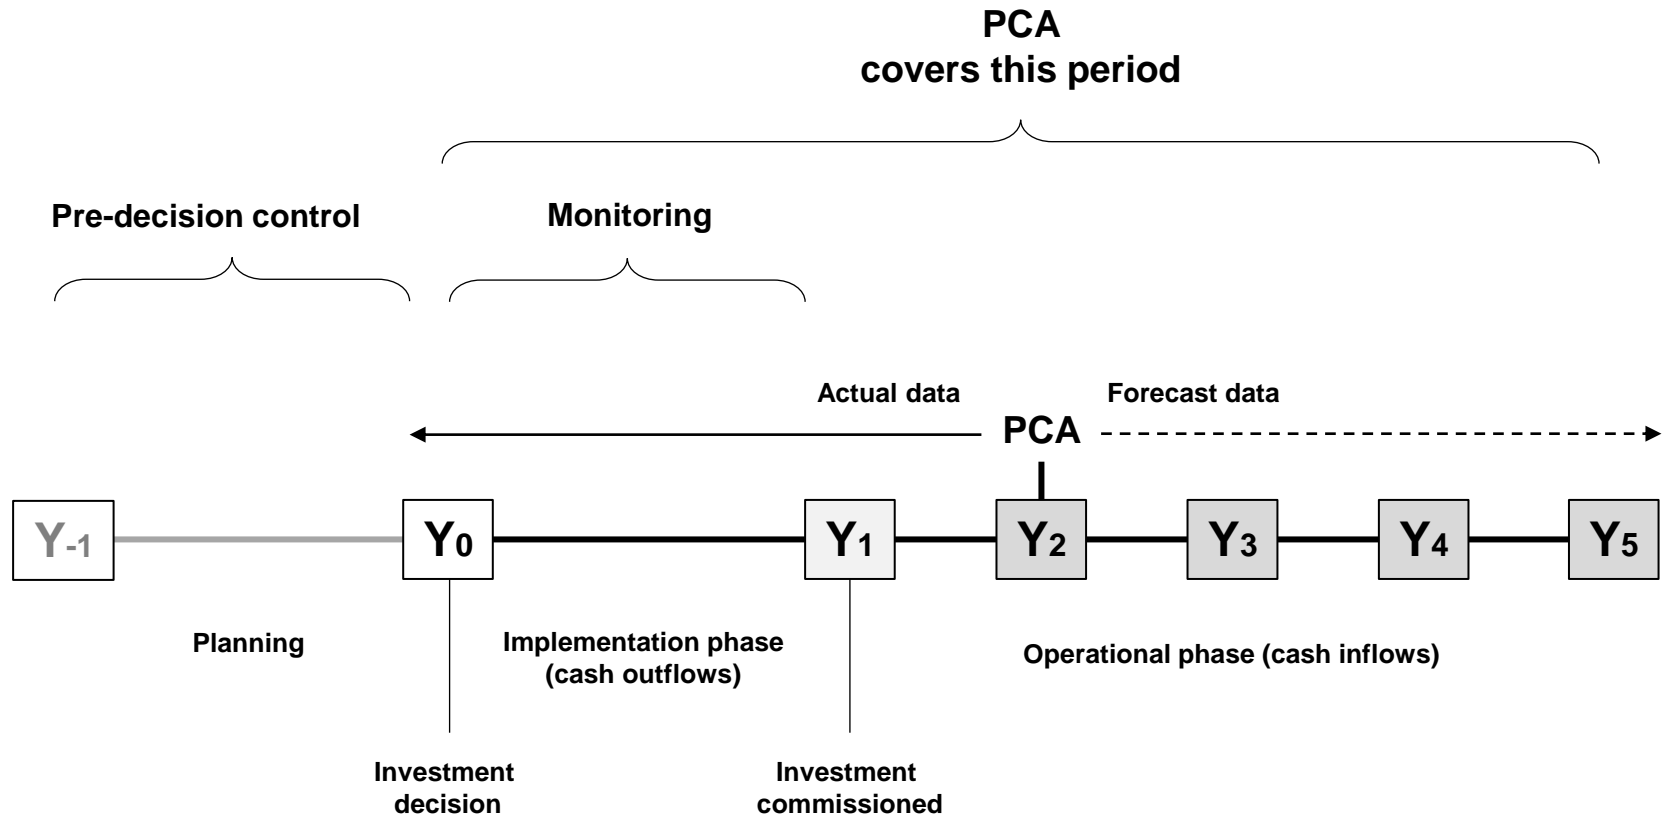 PCA
covers this period
Pre-decision control
Monitoring
Actual data
Forecast data
PCA
Y-1
Y0
Y1
Y2
Y3
Y4
Y5
Planning
Implementation phase
(cash outflows)
Operational phase (cash inflows)
Investment
decision
Investment
commissioned